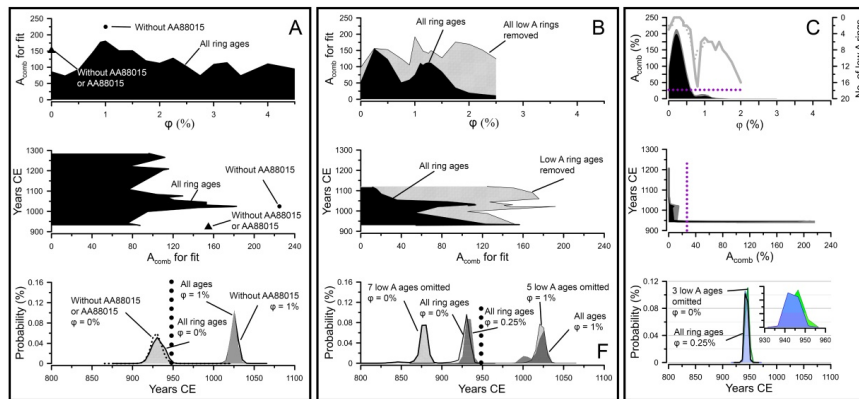 A
A_comb for fit
250
200
150
100
50
0
Without AA88015
All ring ages
Without AA88015
or AA88015
0
1
2
3
4
φ (%)
Years CE
1300
1200
1100
1000
900
All ring ages
Without AA88015
Without AA88015
or AA88015
0
40
80
120
160
200
240
A_comb for fit
Probability (%)
0.16
0.12
0.08
0.04
0
Without AA88015
or AA88015
φ = 0%
All ages
φ = 1%
Without AA88015
φ = 1%
All ring ages
φ = 0%
800
850
900
950
1000
1050
1100
Years CE
B
A_comb for fit
250
200
150
100
50
0
All low A rings
removed
All ring ages
0
1
2
3
4
φ (%)
Years CE
1300
1200
1100
1000
900
All ring ages
Low A ring ages
removed
0
40
80
120
160
200
240
A_comb for fit
Probability (%)
0.16
0.12
0.08
0.04
0
7 low A ages omitted
φ = 0%
All ring ages
φ = 0%
All ring ages
φ = 0.25%
5 low A ages omitted
φ = 1%
All ages
φ = 1%
F
800
850
900
950
1000
1050
1100
Years CE
C
A_comb (%)
250
200
150
100
50
0
0
4
8
12
16
20
No. of low A rings
0
1
2
3
4
φ (%)
Years CE
1300
1200
1100
1000
900
0
40
80
120
160
200
240
A_comb (%)
Probability (%)
0.12
0.08
0.04
0
3 low A Ages
omitted
φ = 0%
All ring ages
φ = 0.25%
930
940
950
960
800
850
900
950
1000
1050
1100
Years CE